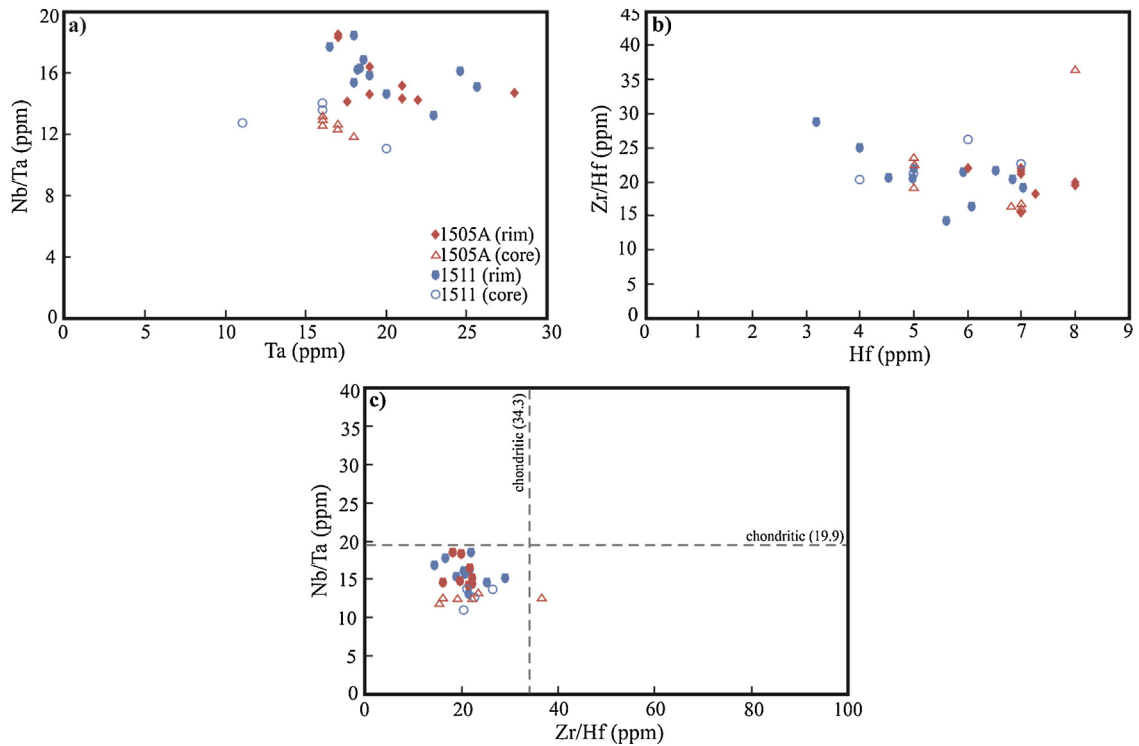 a)
20
16
12
8
4
0
Nb/Ta (ppm)
1505A (rim)
1505A (core)
1511 (rim)
1511 (core)
0 5 10 15 20 25 30
Ta (ppm)
b)
45
40
35
30
25
20
15
10
5
0
Zr/Hf (ppm)
0 1 2 3 4 5 6 7 8 9
Hf (ppm)
c)
40
35
30
25
20
15
10
5
0
Nb/Ta (ppm)
chondritic (34.3)
chondritic (19.9)
0 20 40 60 80 100
Zr/Hf (ppm)